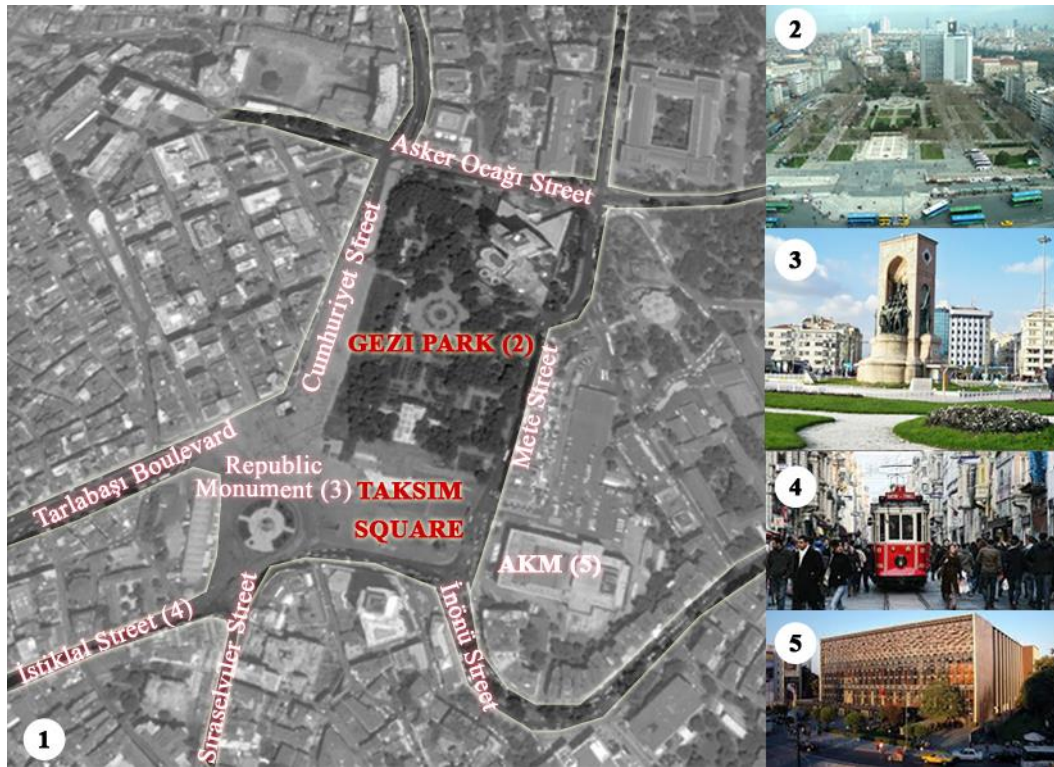 Asker Ocağı Street
Cumhuriyet Street
GEZI PARK (2)
Mete Street
Tarlabaşı Boulevard
Republic
Monument (3)
TAKSIM
SQUARE
AKM (5)
İstiklal Street (4)
Sıraselviler Street
İnönü Street
1
2
3
4
5